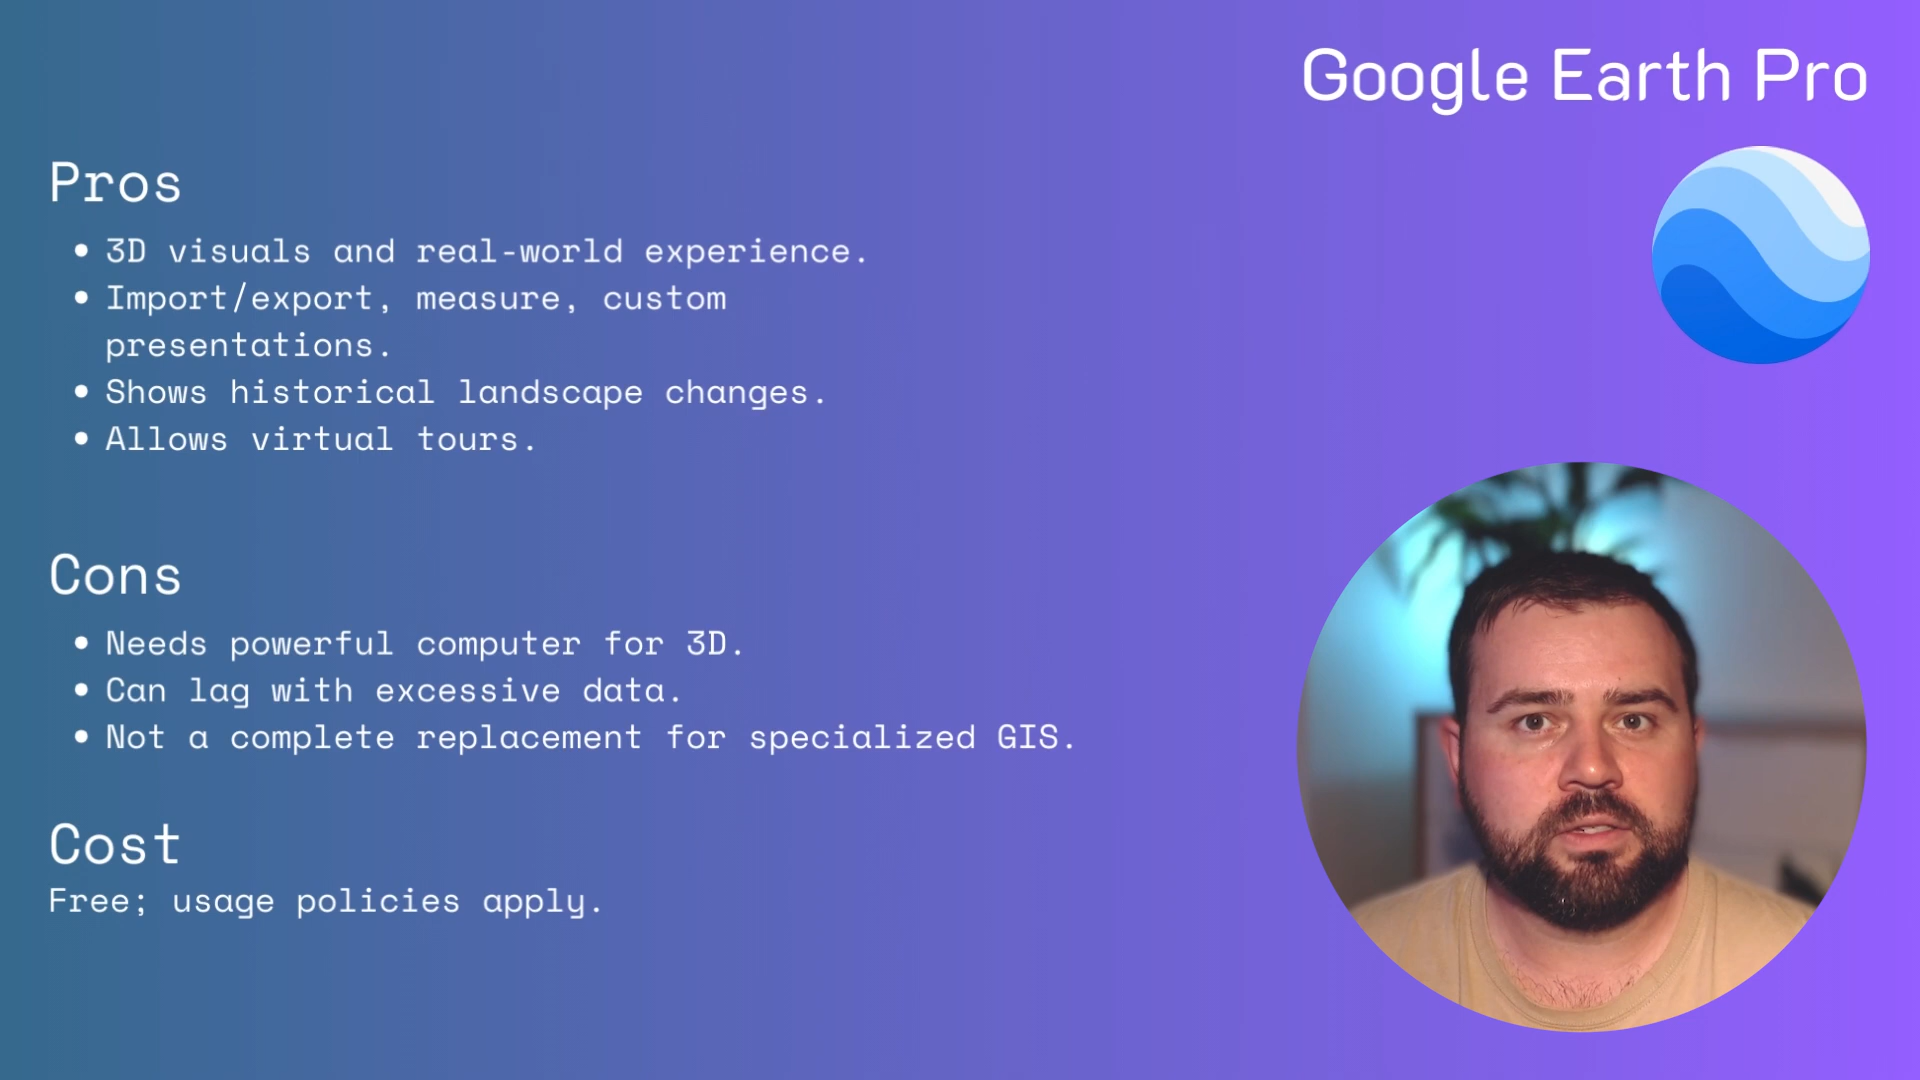 Google Earth Pro
Pros
• 3D visuals and real-world experience.
• Import/export, measure, custom
presentations.
• Shows historical landscape changes.
• Allows virtual tours.
Cons
• Needs powerful computer for 3D.
• Can lag with excessive data.
• Not a complete replacement for specialized GIS.
Cost
Free; usage policies apply.